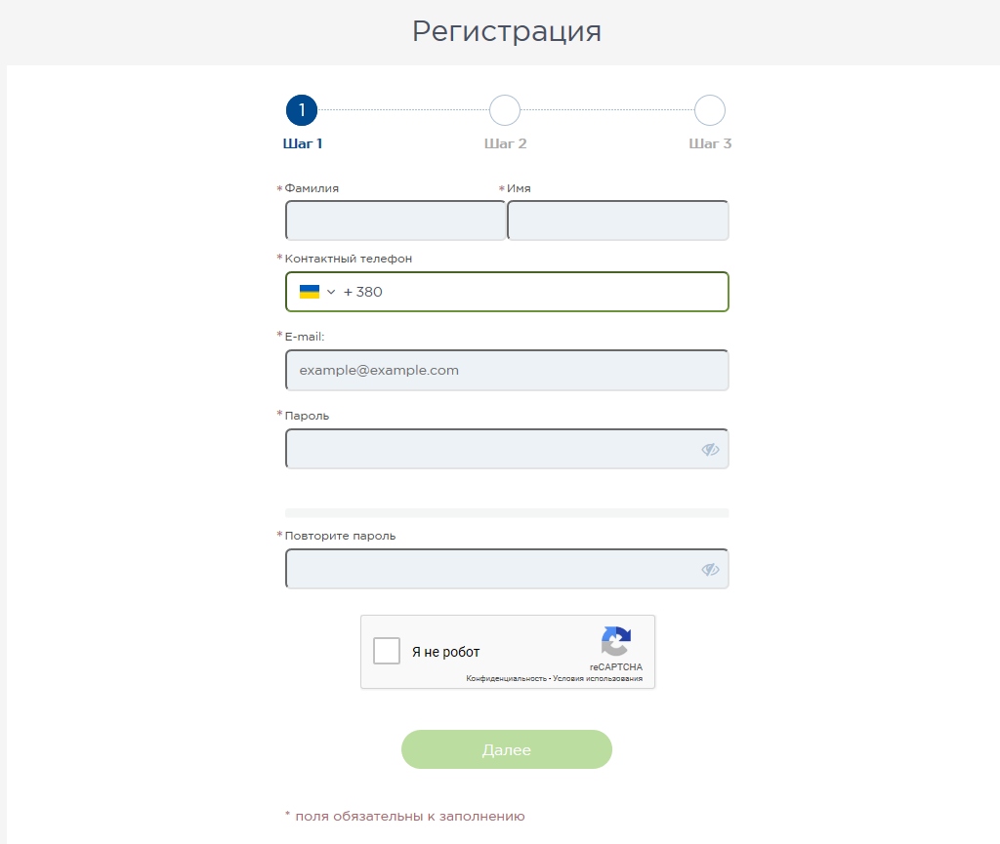 Регистрация
1
Шаг 1 Шаг 2 Шаг 3
* Фамилия * Имя
* Контактный телефон
+ 380
* E-mail:
example@example.com
* Пароль
* Повторите пароль
Я не робот
reCAPTCHA
Конфиденциальность - Условия использования
Далее
* поля обязательны к заполнению